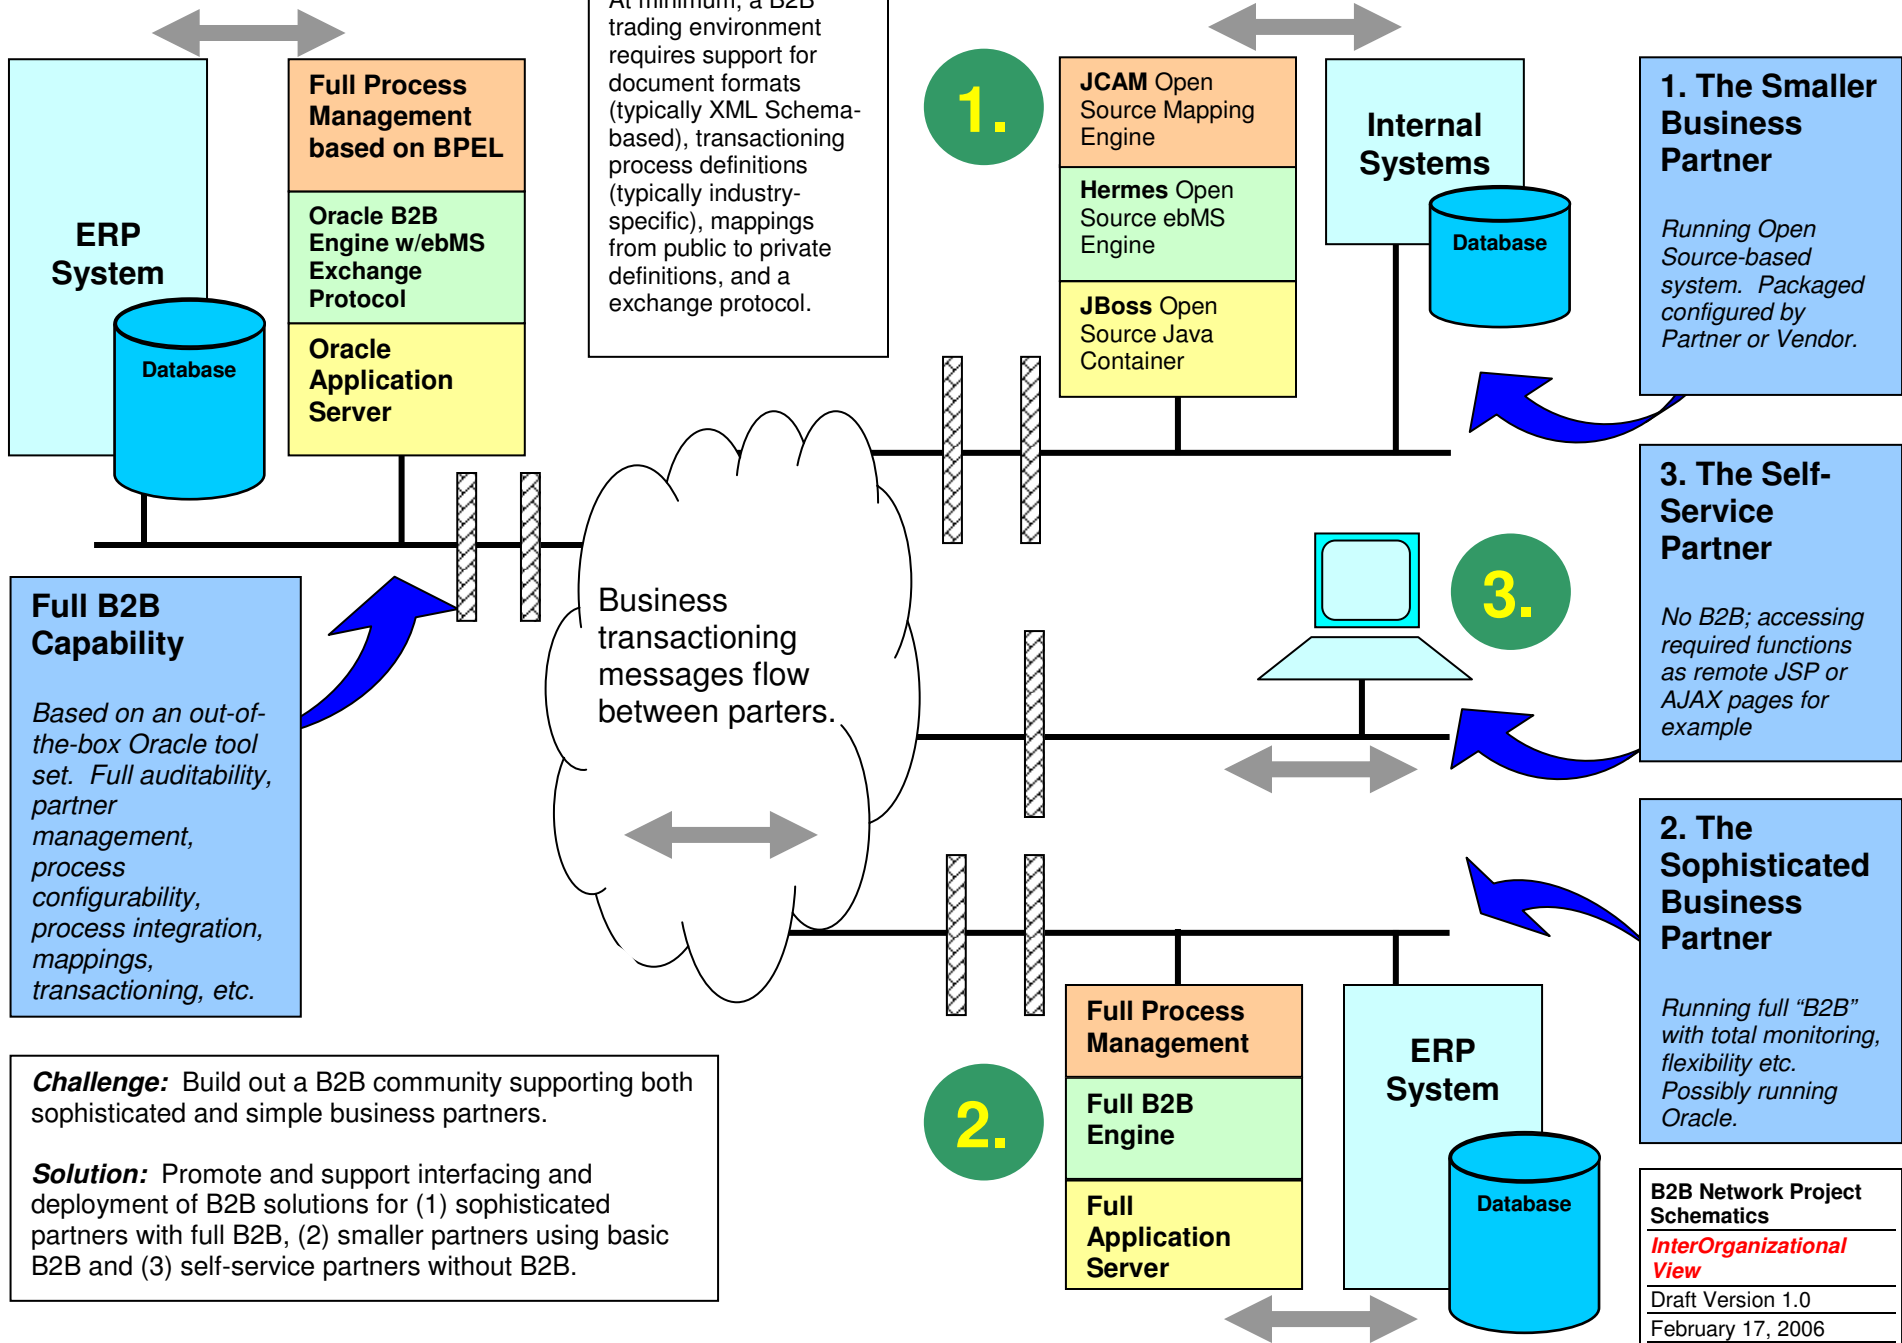 At minimum, a B2B
trading environment
requires support for
document formats
(typically XML Schema-
based), transactioning
process definitions
(typically industry-
specific), mappings
from public to private
definitions, and a
exchange protocol.
ERP
System
Database
Full Process
Management
based on BPEL
Oracle B2B
Engine w/ebMS
Exchange
Protocol
Oracle
Application
Server
1.
JCAM Open
Source Mapping
Engine
Hermes Open
Source ebMS
Engine
JBoss Open
Source Java
Container
Internal
Systems
Database
1. The Smaller
Business
Partner
Running Open
Source-based
system. Packaged
configured by
Partner or Vendor.
Full B2B
Capability
Based on an out-of-
the-box Oracle tool
set. Full auditability,
partner
management,
process
configurability,
process integration,
mappings,
transactioning, etc.
Business
transactioning
messages flow
between parters.
3.
3. The Self-
Service
Partner
No B2B; accessing
required functions
as remote JSP or
AJAX pages for
example
2. The
Sophisticated
Business
Partner
Running full “B2B”
with total monitoring,
flexibility etc.
Possibly running
Oracle.
2.
Full Process
Management
Full B2B
Engine
Full
Application
Server
ERP
System
Database
Challenge: Build out a B2B community supporting both
sophisticated and simple business partners.
Solution: Promote and support interfacing and
deployment of B2B solutions for (1) sophisticated
partners with full B2B, (2) smaller partners using basic
B2B and (3) self-service partners without B2B.
B2B Network Project
Schematics
InterOrganizational
View
Draft Version 1.0
February 17, 2006